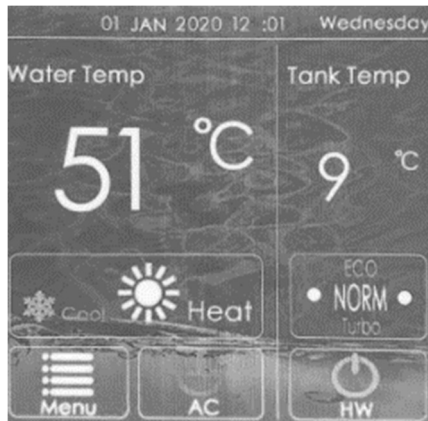 01 JAN 2020 12 :01 Wednesday
Water Temp
51 °C
Tank Temp
9 °C
Cool
Heat
ECO
NORM
Turbo
Menu
AC
HW